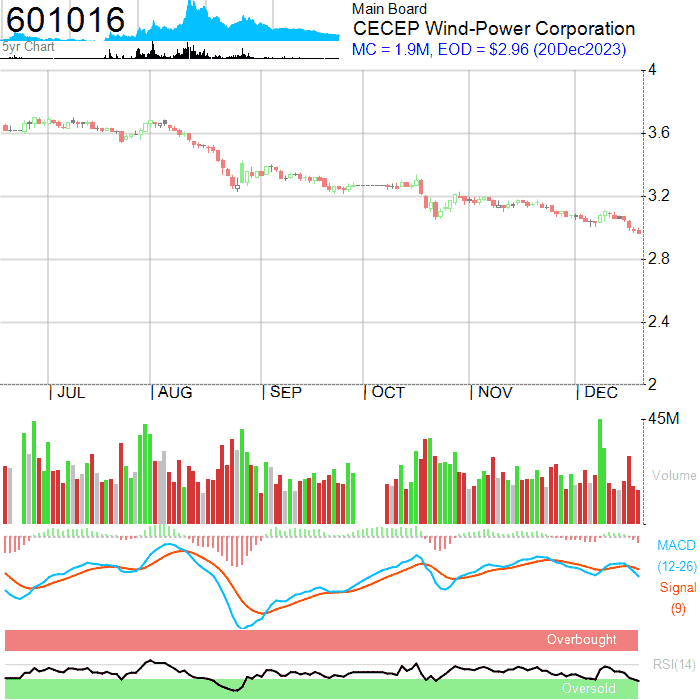 601016
5yr Chart
Main Board
CECEP Wind-Power Corporation
MC = 1.9M, EOD = $2.96 (20Dec2023)
4
3.6
3.2
2.8
2.4
2
JUL AUG SEP OCT NOV DEC
45M
Volume
MACD
(12-26)
Signal
(9)
Overbought
RSI(14)
Oversold